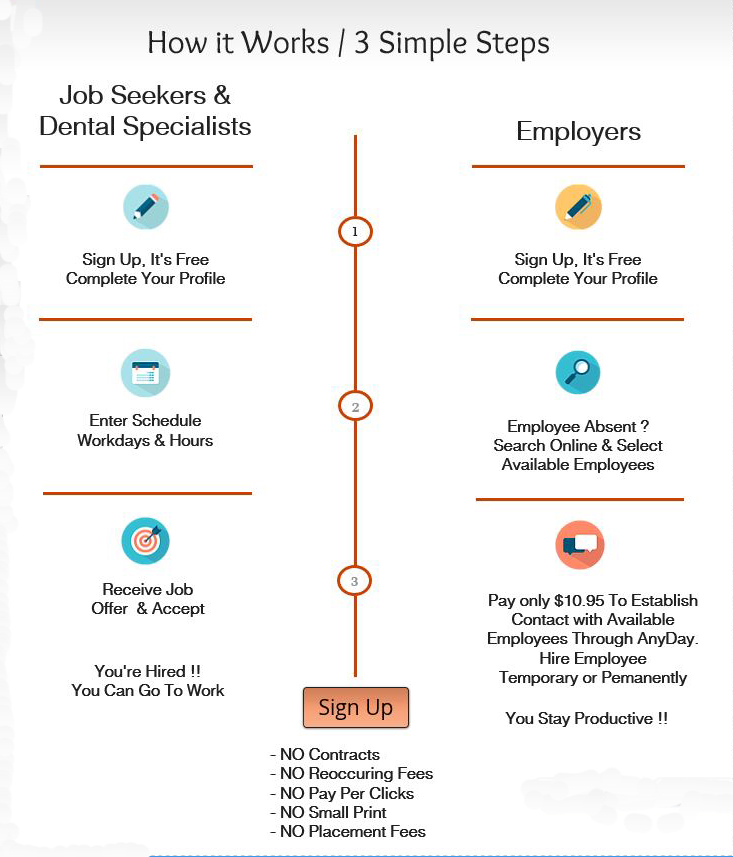 How it Works / 3 Simple Steps
Job Seekers &
Dental Specialists
Sign Up, It's Free
Complete Your Profile
Enter Schedule
Workdays & Hours
Receive Job
Offer & Accept
You're Hired !!
You Can Go To Work
1
2
3
Employers
Sign Up, It's Free
Complete Your Profile
Employee Absent ?
Search Online & Select
Available Employees
Pay only $10.95 To Establish
Contact with Available
Employees Through AnyDay.
Hire Employee
Temporary or Pemanently
You Stay Productive !!
Sign Up
- NO Contracts
- NO Reoccuring Fees
- NO Pay Per Clicks
- NO Small Print
- NO Placement Fees